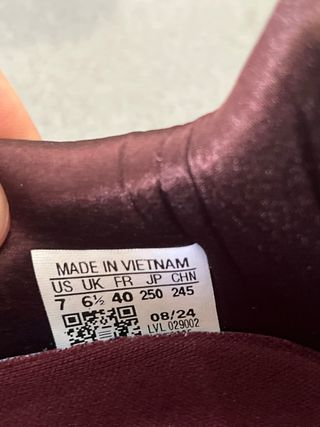 MADE IN VIETNAM
US UK FR JP CHN
7 6½ 40 250 245
08/24
LVL 029002